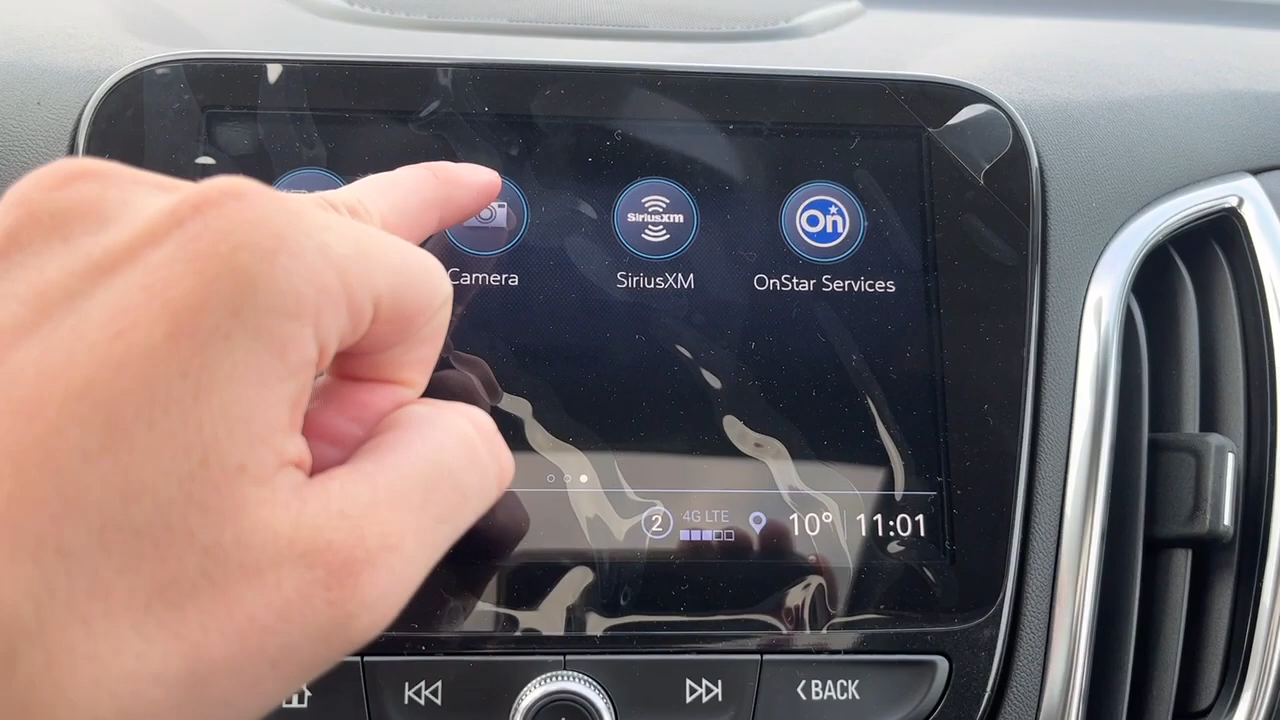 Camera
SiriusXM
SiriusXM
On
OnStar Services
2
4G LTE
10°
11:01
BACK